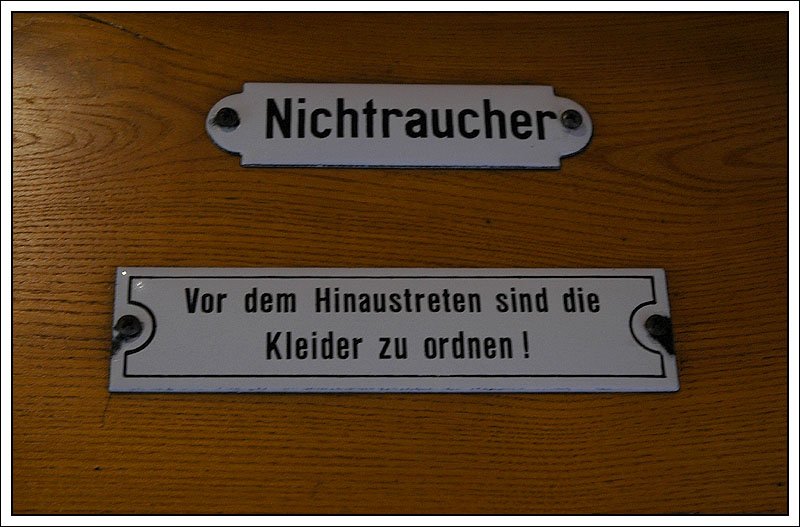 Nichtraucher
Vor dem Hinaustreten sind die
Kleider zu ordnen!